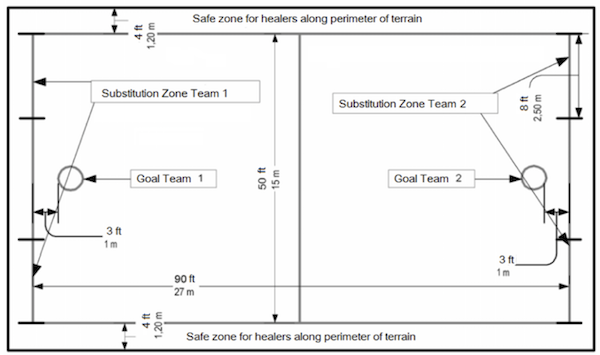 Safe zone for healers along perimeter of terrain
4 ft
1,20 m
Substitution Zone Team 1
Substitution Zone Team 2
8 ft
2,50 m
Goal Team 1
50 ft
15 m
Goal Team 2
3 ft
1 m
3 ft
1 m
90 ft
27 m
4 ft
1,20 m
Safe zone for healers along perimeter of terrain